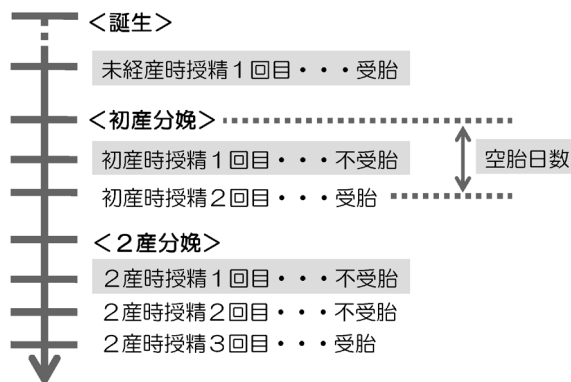 ＜誕生＞
未経産時授精１回目・・・受胎
＜初産分娩＞
初産時授精１回目・・・不受胎
空胎日数
初産時授精２回目・・・受胎
＜２産分娩＞
２産時授精１回目・・・不受胎
２産時授精２回目・・・不受胎
２産時授精３回目・・・受胎